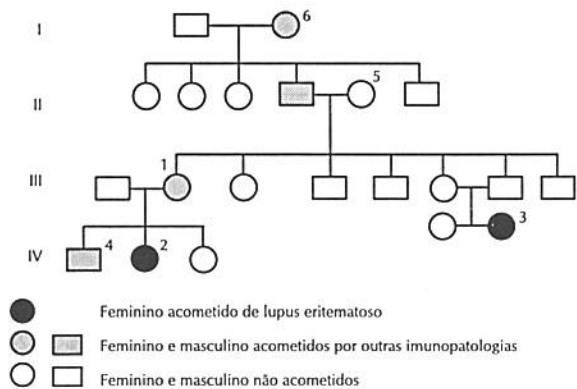 I
6
II
5
III
1
3
IV
4
2
Feminino acometido de lupus eritematoso
Feminino e masculino acometidos por outras imunopatologias
Feminino e masculino não acometidos